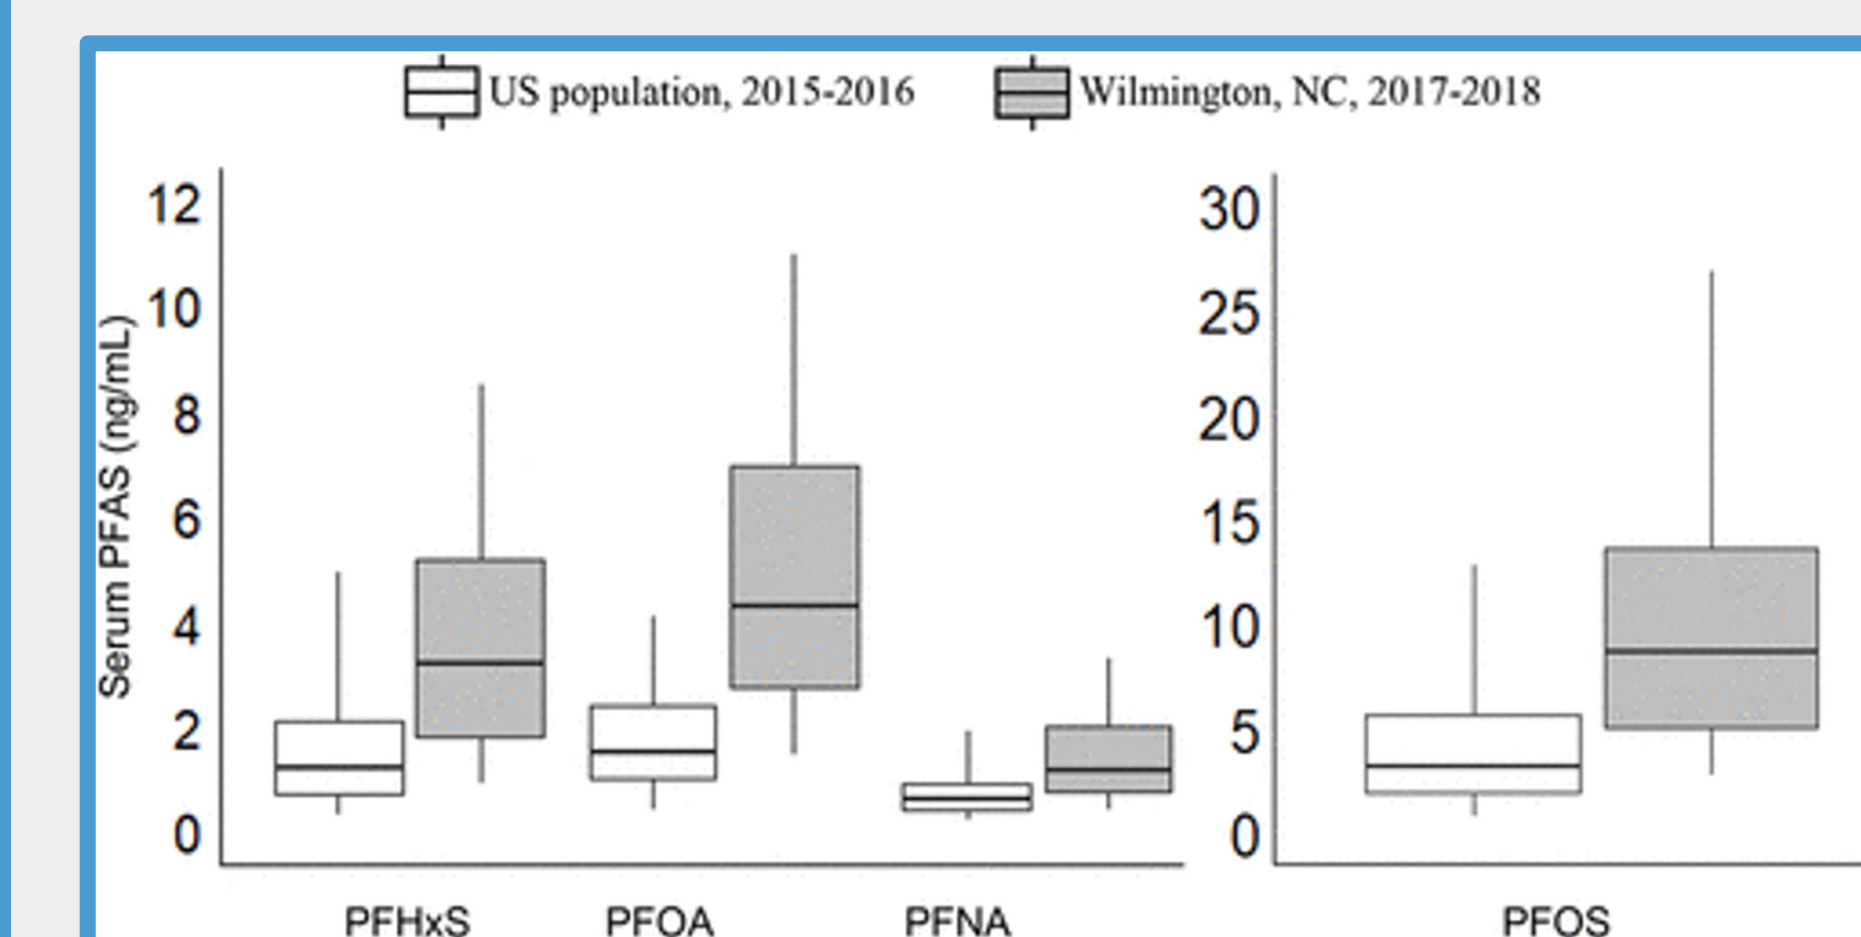 US population, 2015-2016
Wilmington, NC, 2017-2018
Serum PFAS (ng/mL)
12
10
8
6
4
2
0
PFHxS PFOA PFNA
30
25
20
15
10
5
0
PFOS